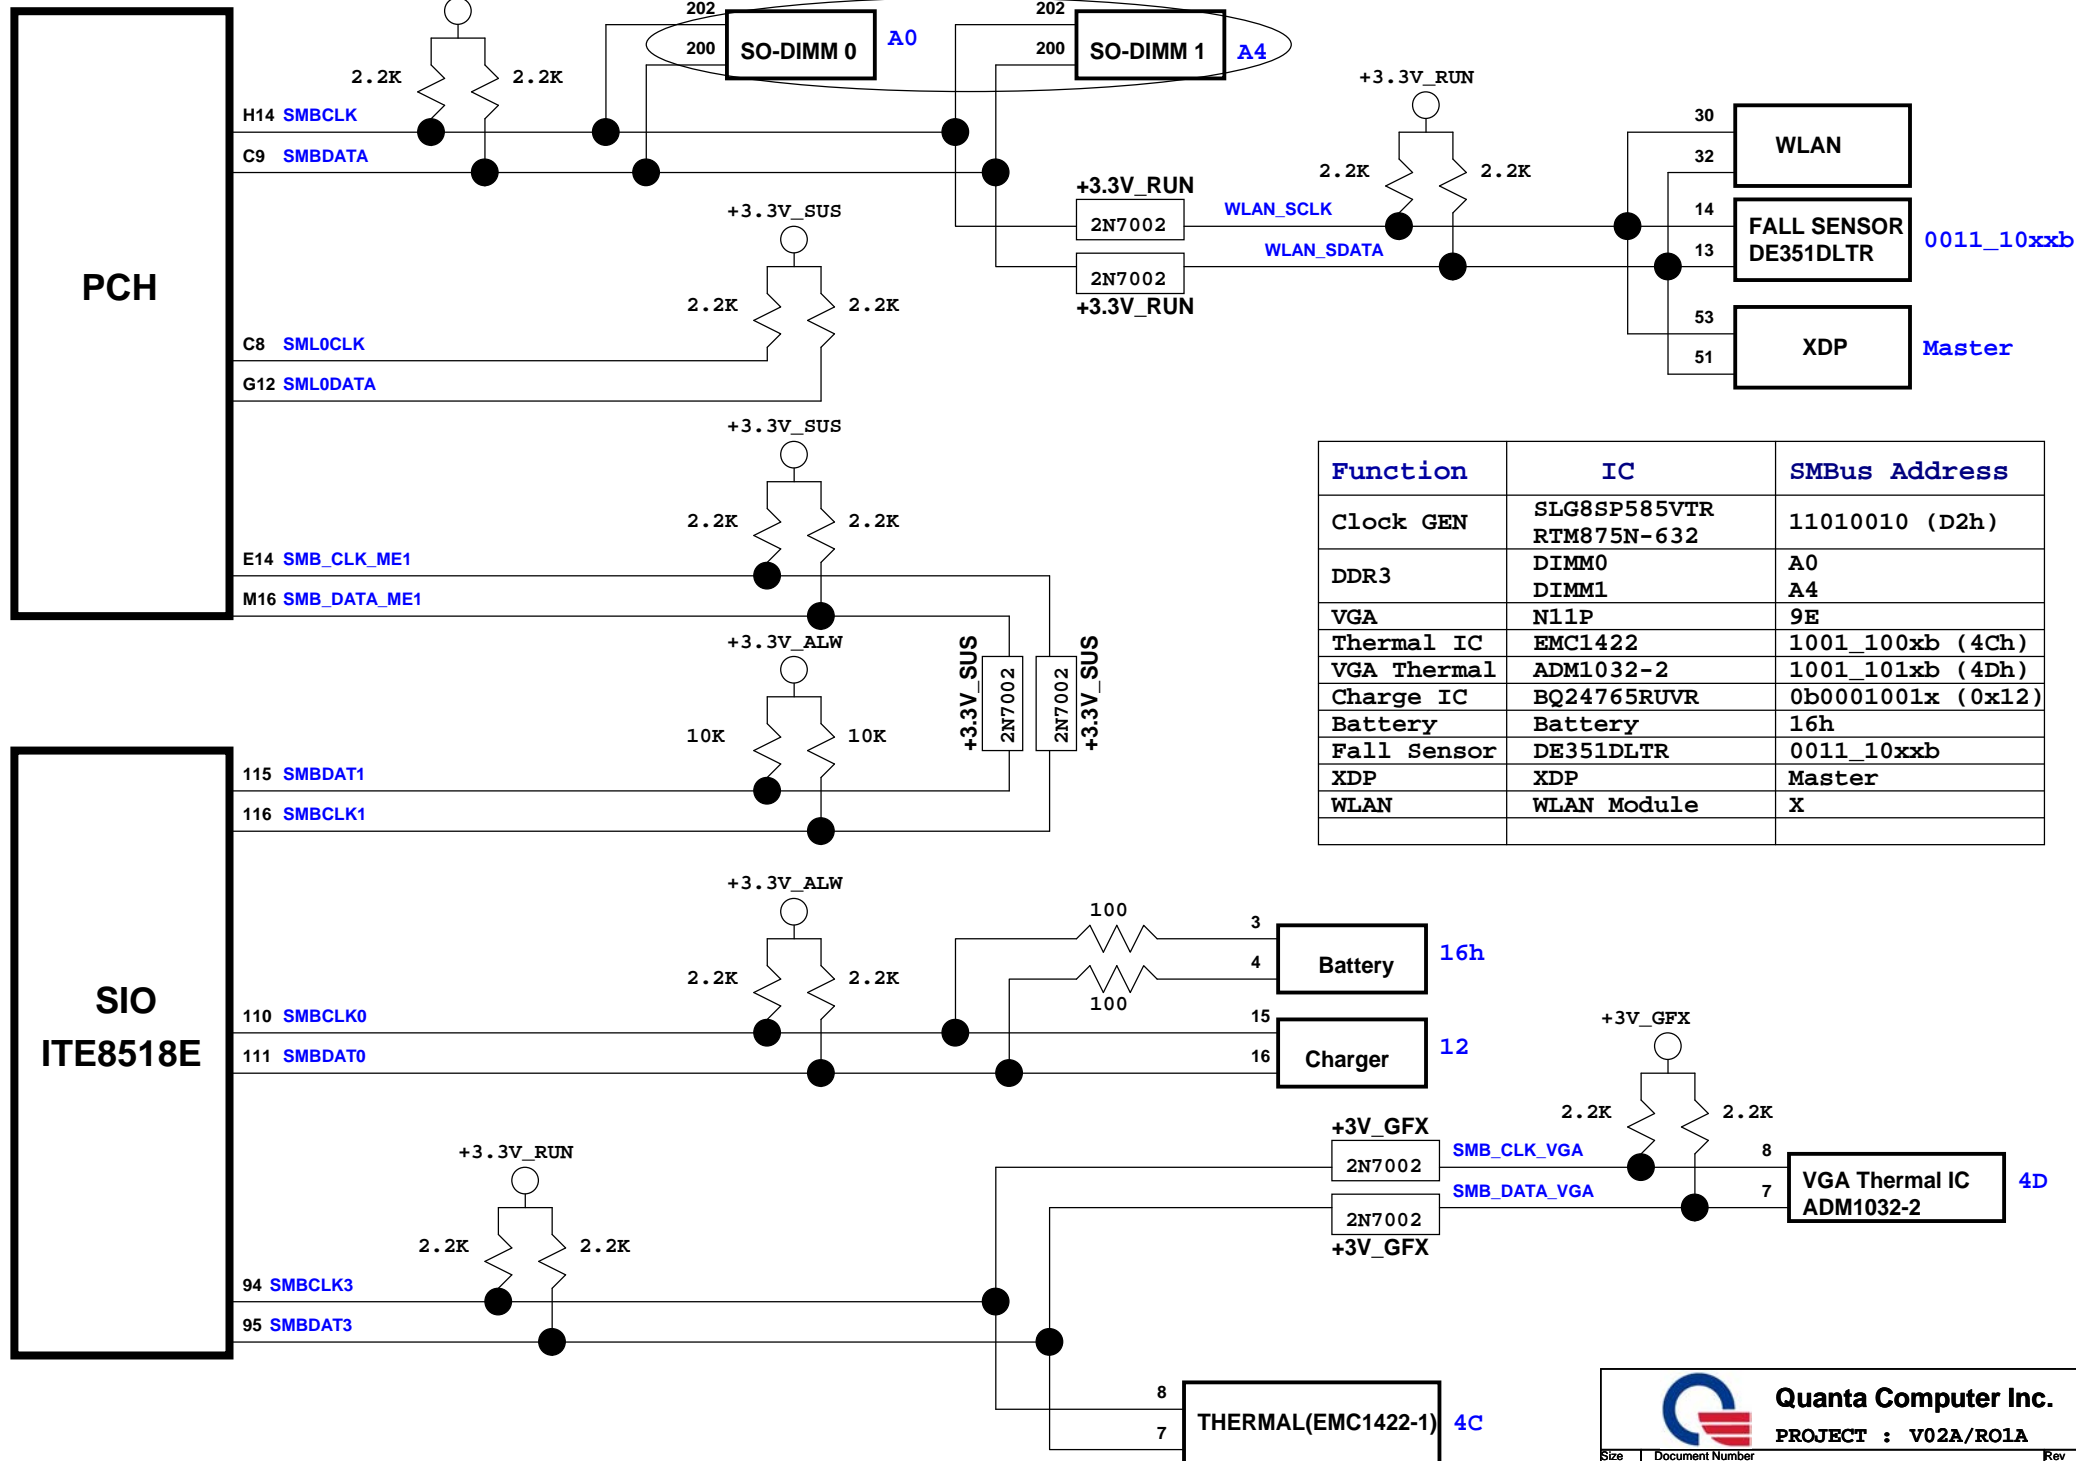 202
SO-DIMM 0
200
A0
202
SO-DIMM 1
200
A4
2.2K
2.2K
H14 SMBCLK
C9 SMBDATA
PCH
+3.3V_RUN
2.2K
2.2K
+3.3V_RUN
2N7002
WLAN_SCLK
WLAN_SDATA
2N7002
+3.3V_RUN
30
32
WLAN
14
13
FALL SENSOR
DE351DLTR
0011_10xxb
53
51
XDP
Master
+3.3V_SUS
2.2K
2.2K
C8 SML0CLK
G12 SML0DATA
+3.3V_SUS
2.2K
2.2K
E14 SMB_CLK_ME1
M16 SMB_DATA_ME1
+3.3V_SUS
2N7002
2N7002
+3.3V_SUS
+3.3V_ALW
10K
10K
115 SMBDAT1
116 SMBCLK1
SIO
ITE8518E
Function IC SMBus Address
Clock GEN SLG8SP585VTR 11010010 (D2h)
RTM875N-632
DDR3 DIMM0 A0
DIMM1 A4
VGA N11P 9E
Thermal IC EMC1422 1001_100xb (4Ch)
VGA Thermal ADM1032-2 1001_101xb (4Dh)
Charge IC BQ24765RUVR 0b0001001x (0x12)
Battery Battery 16h
Fall Sensor DE351DLTR 0011_10xxb
XDP XDP Master
WLAN WLAN Module X
+3.3V_ALW
2.2K
2.2K
110 SMBCLK0
111 SMBDAT0
100
100
3
4
Battery
16h
15
16
Charger
12
+3V_GFX
2.2K
2.2K
+3V_GFX
2N7002
SMB_CLK_VGA
SMB_DATA_VGA
2N7002
+3V_GFX
8
7
VGA Thermal IC
ADM1032-2
4D
+3.3V_RUN
2.2K
2.2K
94 SMBCLK3
95 SMBDAT3
8
7
THERMAL(EMC1422-1)
4C
Quanta Computer Inc.
PROJECT : V02A/RO1A
Size Document Number Rev